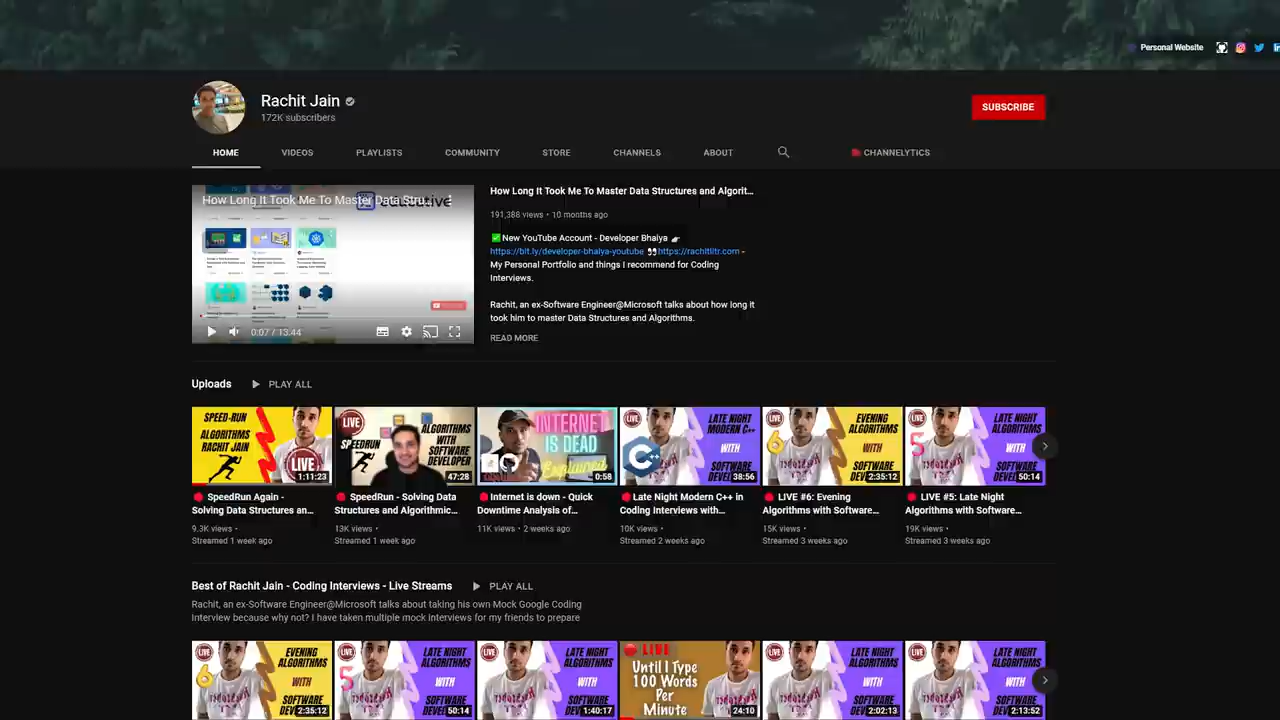 Personal Website
Rachit Jain
172K subscribers
SUBSCRIBE
HOME VIDEOS PLAYLISTS COMMUNITY STORE CHANNELS ABOUT CHANNELYTICS
How Long It Took Me To Master Data Stru...
0:07 / 13:44
How Long It Took Me To Master Data Structures and Algorit...
191,388 views • 10 months ago
✅New YouTube Account - Developer Bhaiya
https://bit.ly/developer-bhaiya-youtube 👀https://rachitiitr.com -
My Personal Portfolio and things I recommend for Coding
Interviews.
Rachit, an ex-Software Engineer@Microsoft talks about how long it
took him to master Data Structures and Algorithms.
READ MORE
Uploads PLAY ALL
SPEED-RUN
ALGORITHMS
RACHIT JAIN
LIVE
1:11:23
LIVE
SPEEDRUN
ALGORITHMS
WITH
SOFTWARE
DEVELOPER
47:28
INTERNET
IS DEAD
Explained
0:58
LIVE
LATE NIGHT
MODERN C++
WITH
SOFTWARE
38:56
LIVE
6
EVENING
ALGORITHMS
WITH
SOFTWARE
2:35:12
LIVE
5
LATE NIGHT
ALGORITHMS
WITH
SOFTWARE
50:14
SpeedRun Again -
Solving Data Structures an...
9.3K views •
Streamed 1 week ago
SpeedRun - Solving Data
Structures and Algorithmic...
13K views •
Streamed 1 week ago
Internet is down - Quick
Downtime Analysis of...
11K views • 2 weeks ago
Late Night Modern C++ in
Coding Interviews with...
10K views •
Streamed 2 weeks ago
LIVE #6: Evening
Algorithms with Software...
15K views •
Streamed 3 weeks ago
LIVE #5: Late Night
Algorithms with Software...
19K views •
Streamed 3 weeks ago
Best of Rachit Jain - Coding Interviews - Live Streams PLAY ALL
Rachit, an ex-Software Engineer@Microsoft talks about taking his own Mock Google Coding
Interview because why not? I have taken multiple mock interviews for my friends to prepare
LIVE
6
EVENING
ALGORITHMS
WITH
SOFTWARE
2:35:12
LIVE
5
LATE NIGHT
ALGORITHMS
WITH
SOFTWARE
50:14
LIVE
LATE NIGHT
ALGORITHMS
WITH
SOFTWARE
1:40:17
LIVE
UNTIL I TYPE
100 WORDS
PER
MINUTE
24:10
LIVE
LATE NIGHT
ALGORITHMS
WITH
SOFTWARE
2:02:13
LIVE
LATE NIGHT
ALGORITHMS
WITH
SOFTWARE
2:13:52